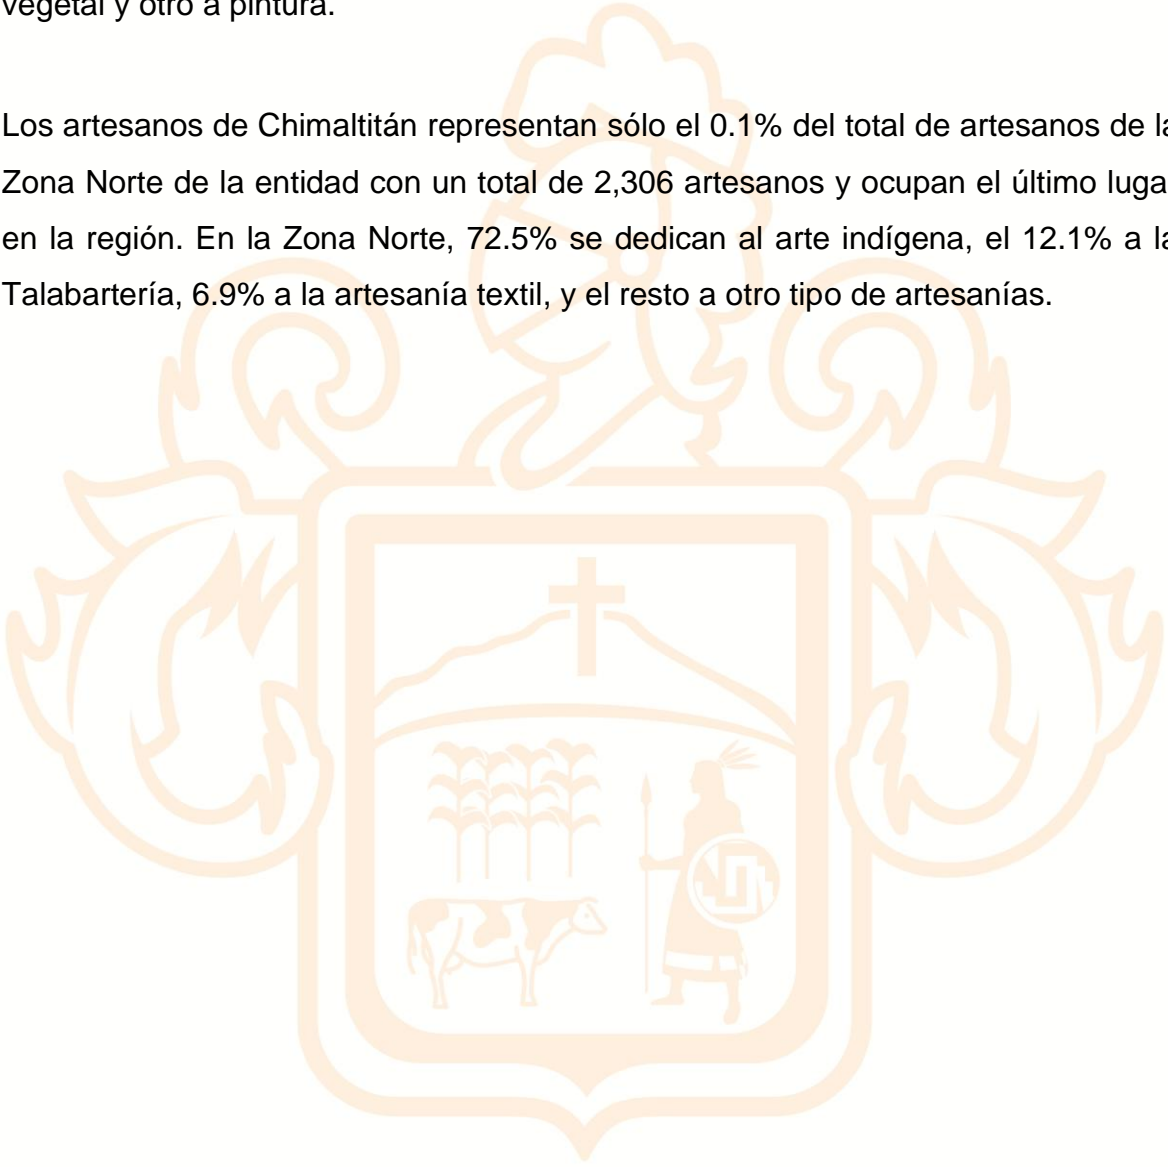 vegetal y otro a pintura.
Los artesanos de Chimaltitán representan sólo el 0.1% del total de artesanos de la
Zona Norte de la entidad con un total de 2,306 artesanos y ocupan el último lugar
en la región. En la Zona Norte, 72.5% se dedican al arte indígena, el 12.1% a la
Talabartería, 6.9% a la artesanía textil, y el resto a otro tipo de artesanías.